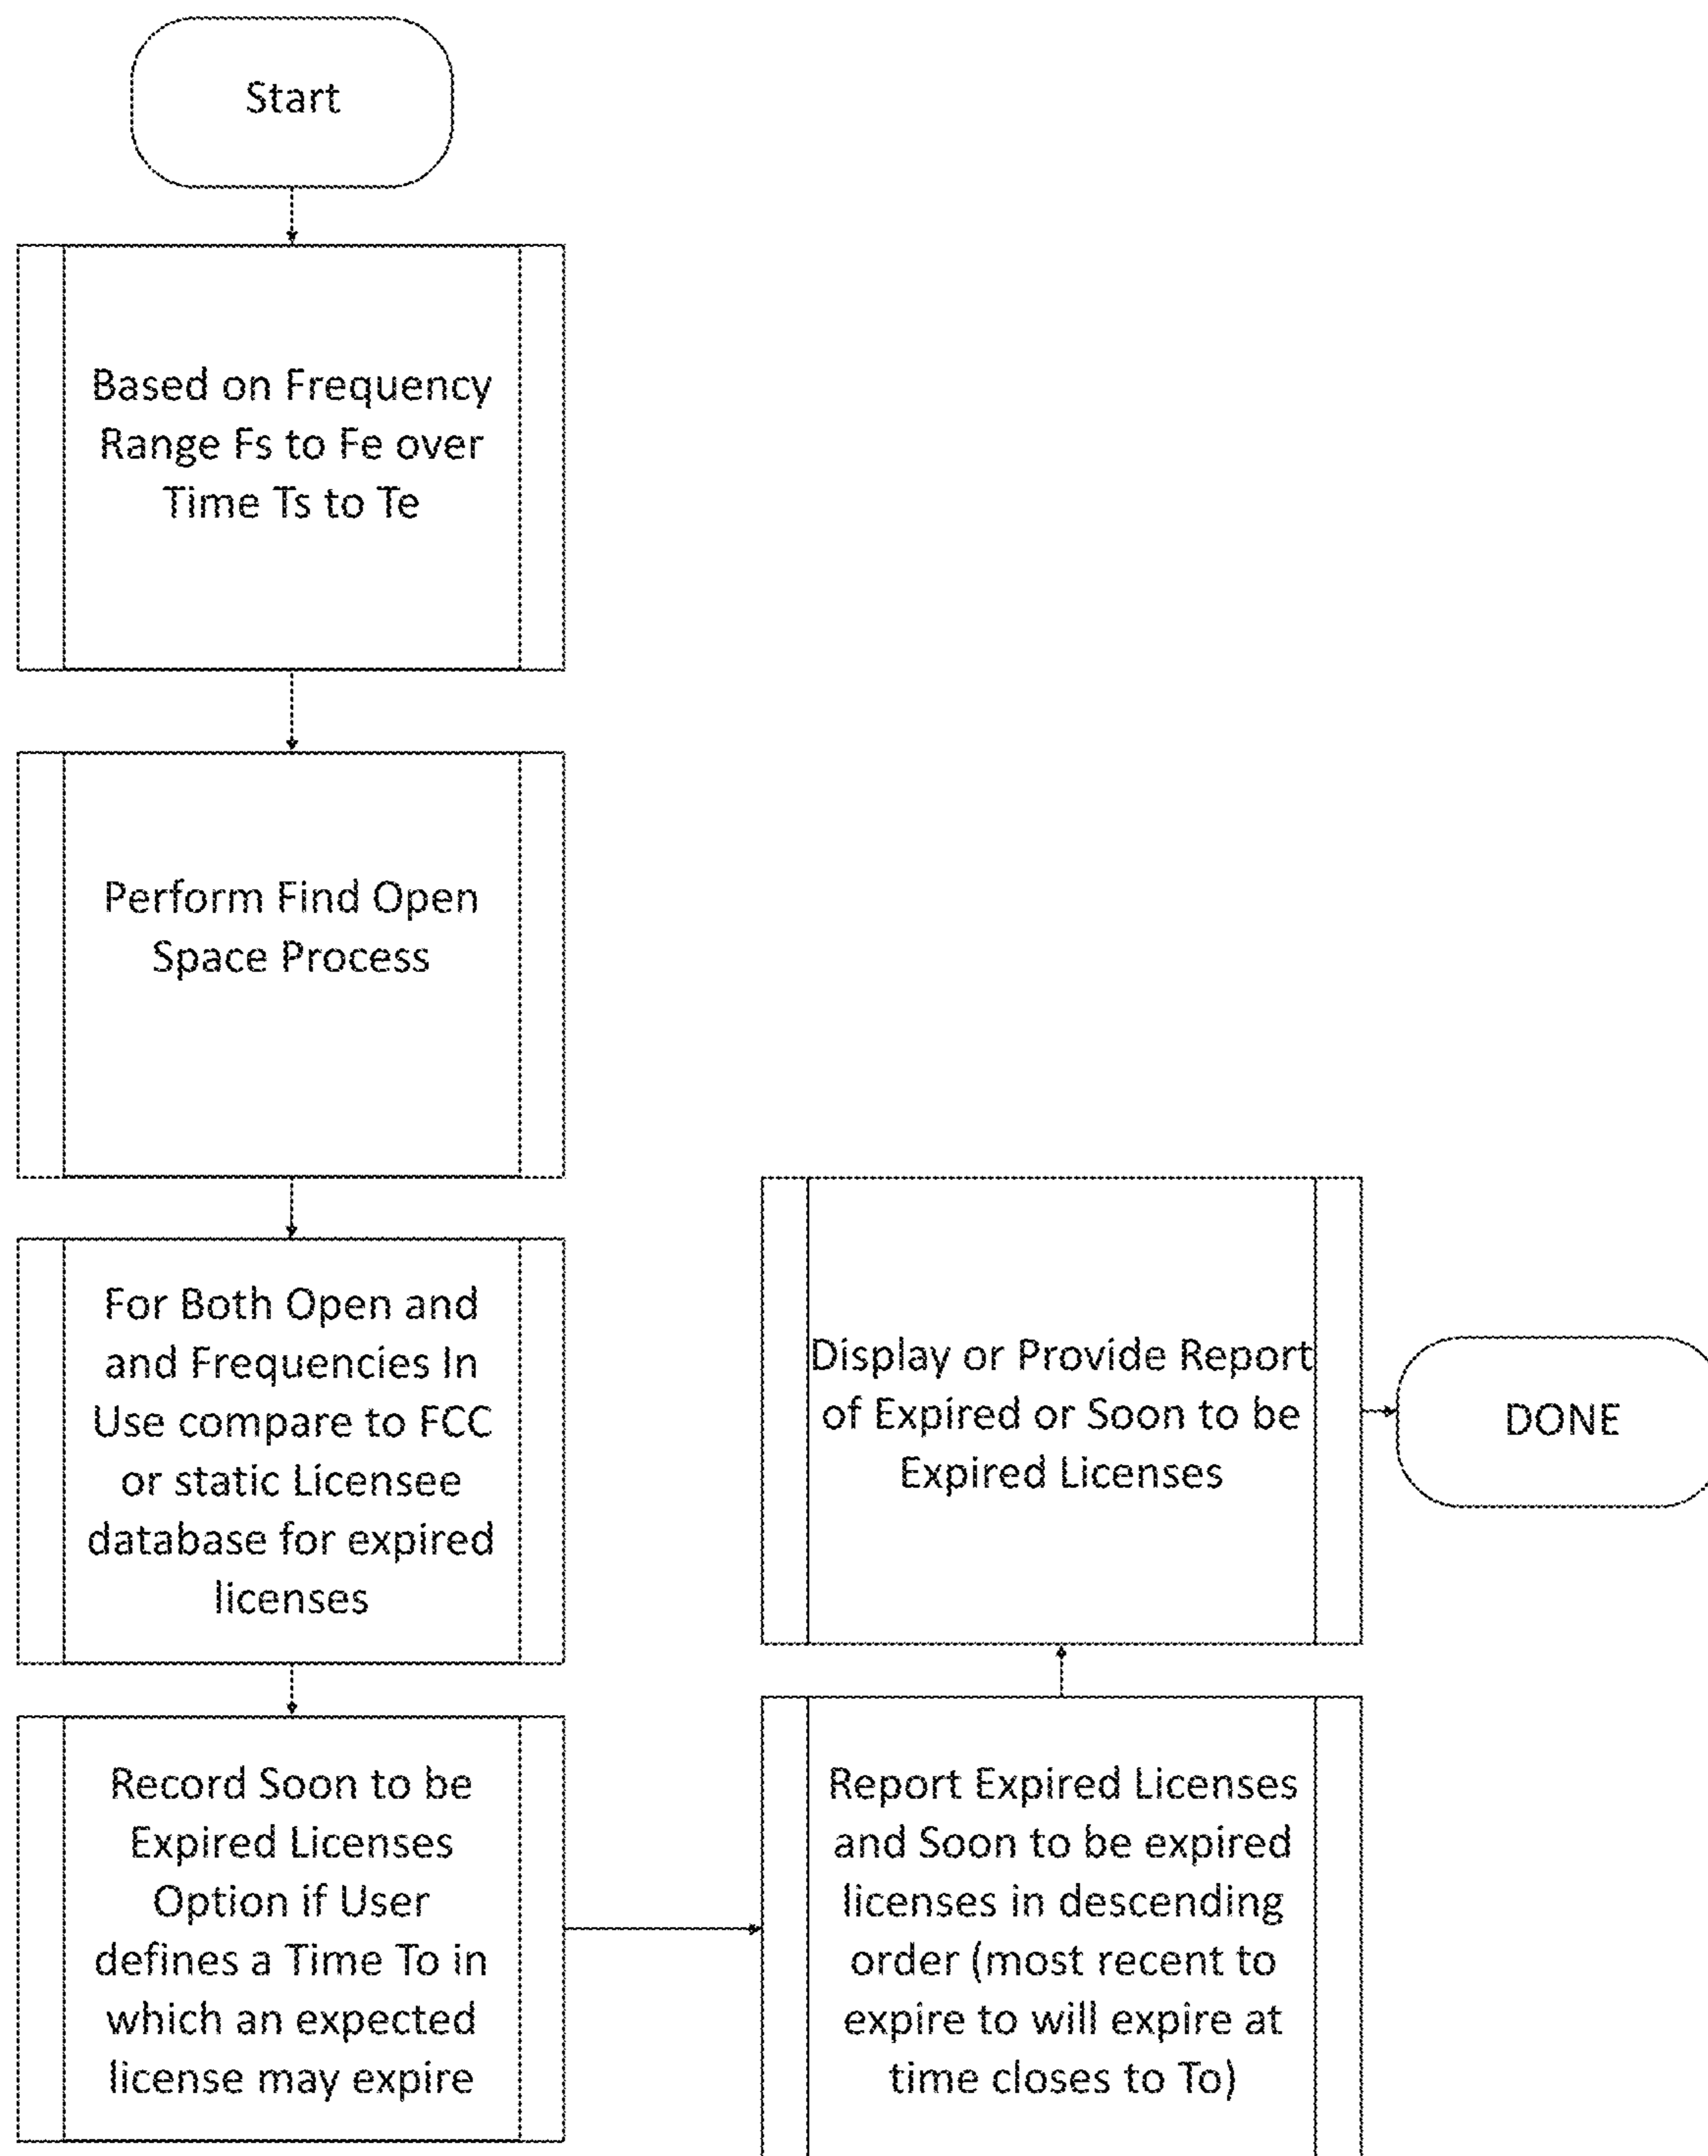 Start
Based on Frequency
Range Fs to Fe over
Time Ts to Te
Perform Find Open
Space Process
For Both Open and
and Frequencies In
Use compare to FCC
or static Licensee
database for expired
licenses
Record Soon to be
Expired Licenses
Option if User
defines a Time To in
which an expected
license may expire
Report Expired Licenses
and Soon to be expired
licenses in descending
order (most recent to
expire to will expire at
time closes to To)
Display or Provide Report
of Expired or Soon to be
Expired Licenses
DONE